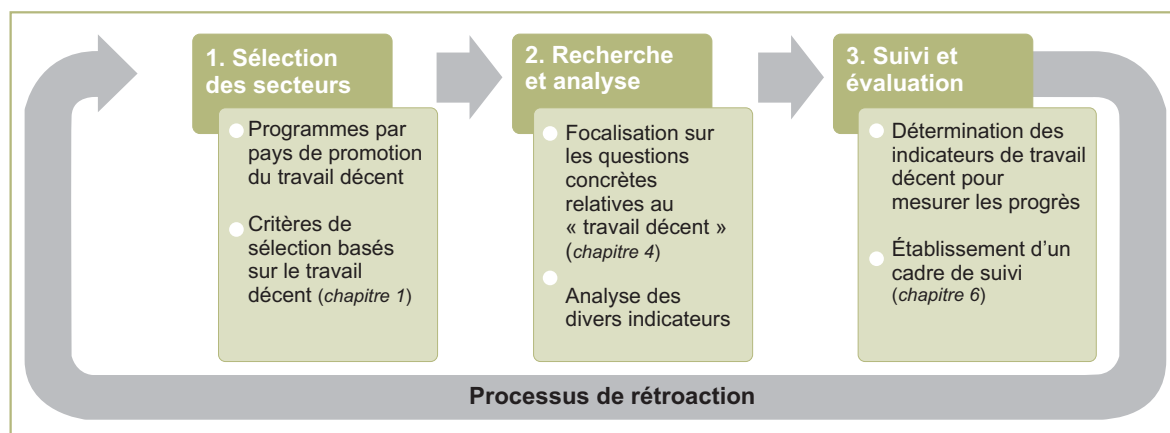 1. Sélection
des secteurs
Programmes par
pays de promotion
du travail décent
Critères de
sélection basés
sur le travail
décent (chapitre 1)
2. Recherche
et analyse
Focalisation sur
les questions
concrètes
relatives au
« travail décent »
(chapitre 4)
Analyse des
divers indicateurs
3. Suivi et
évaluation
Détermination des
indicateurs de travail
décent pour
mesurer les progrès
Établissement d’un
cadre de suivi
(chapitre 6)
Processus de rétroaction